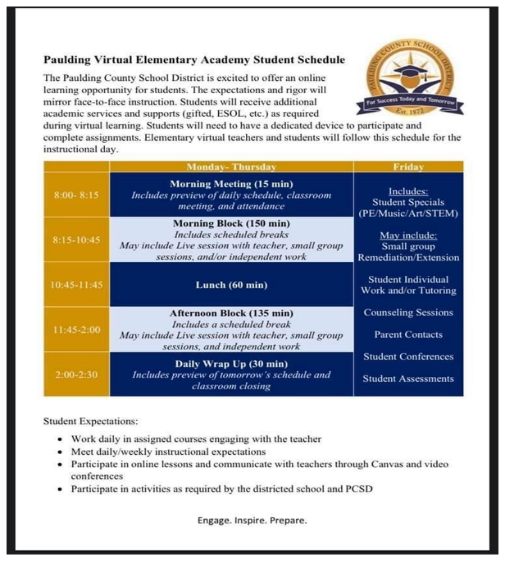 Paulding Virtual Elementary Academy Student Schedule
The Paulding County School District is excited to offer an online
learning opportunity for students. The expectations and rigor will
mirror face-to-face instruction. Students will receive additional
academic services and supports (gifted, ESOL, etc.) as required
during virtual learning. Students will need to have a dedicated device to participate and
complete assignments. Elementary virtual teachers and students will follow this schedule for the
instructional day.
PAULDING COUNTY SCHOOL DISTRICT
For Success Today and Tomorrow
Est. 1872
Monday- Thursday
Friday
8:00- 8:15
Morning Meeting (15 min)
Includes preview of daily schedule, classroom
meeting, and attendance
8:15-10:45
Morning Block (150 min)
Includes scheduled breaks
May include Live session with teacher, small group
sessions, and/or independent work
10:45-11:45
Lunch (60 min)
11:45-2:00
Afternoon Block (135 min)
Includes a scheduled break
May include Live session with teacher, small group
sessions, and independent work
2:00-2:30
Daily Wrap Up (30 min)
Includes preview of tomorrow's schedule and
classroom closing
Includes:
Student Specials
(PE/Music/Art/STEM)
May include:
Small group
Remediation/Extension
Student Individual
Work and/or Tutoring
Counseling Sessions
Parent Contacts
Student Conferences
Student Assessments
Student Expectations:
• Work daily in assigned courses engaging with the teacher
• Meet daily/weekly instructional expectations
• Participate in online lessons and communicate with teachers through Canvas and video
conferences
• Participate in activities as required by the districted school and PCSD
Engage. Inspire. Prepare.